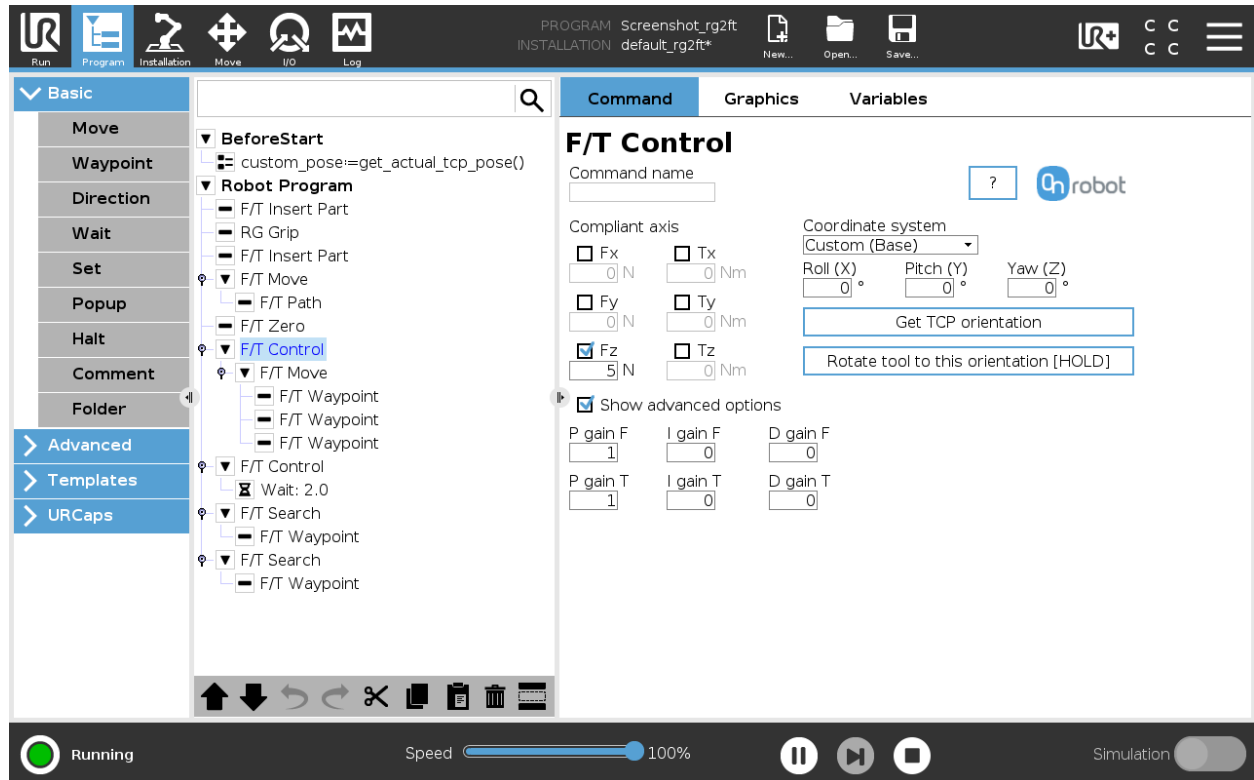 PROGRAM Screenshot_rg2ft
INSTALLATION default_rg2ft*
Run
Program
Installation
Move
I/O
Log
New...
Open...
Save...
UR
UR+
C C
C C
Basic
Move
Waypoint
Direction
Wait
Set
Popup
Halt
Comment
Folder
Advanced
Templates
URCaps
BeforeStart
custom_pose:=get_actual_tcp_pose()
Robot Program
F/T Insert Part
RG Grip
F/T Insert Part
F/T Move
F/T Path
F/T Zero
F/T Control
F/T Move
F/T Waypoint
F/T Waypoint
F/T Waypoint
F/T Control
Wait: 2.0
F/T Search
F/T Waypoint
F/T Search
F/T Waypoint
Command Graphics Variables
F/T Control
Command name
?
On robot
Compliant axis
Fx Tx
0 N 0 Nm
Fy Ty
0 N 0 Nm
Fz Tz
5 N 0 Nm
Coordinate system
Custom (Base)
Roll (X) Pitch (Y) Yaw (Z)
0 ° 0 ° 0 °
Get TCP orientation
Rotate tool to this orientation [HOLD]
Show advanced options
P gain F I gain F D gain F
1 0 0
P gain T I gain T D gain T
1 0 0
Running
Speed 100%
Simulation